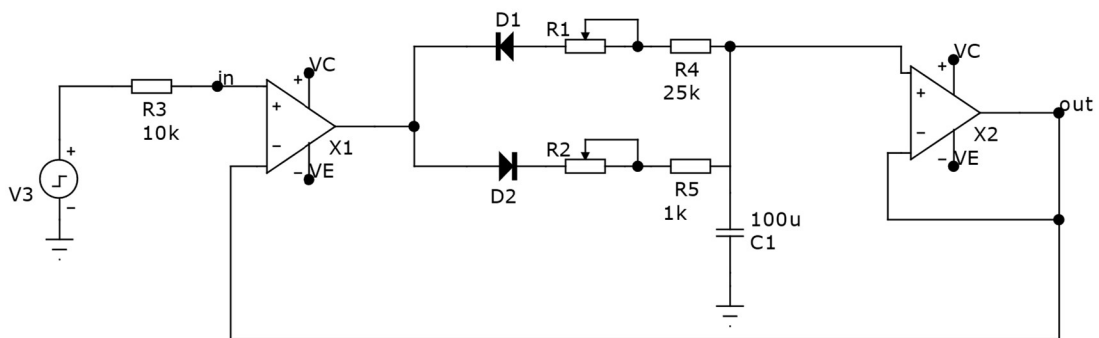 D1
R1
R4
25k
VC
+
in
R3
10k
+
−
X1
VC
+
+
−
X2
out
−
VE
V3
+
−
−
VE
D2
R2
R5
1k
100u
C1